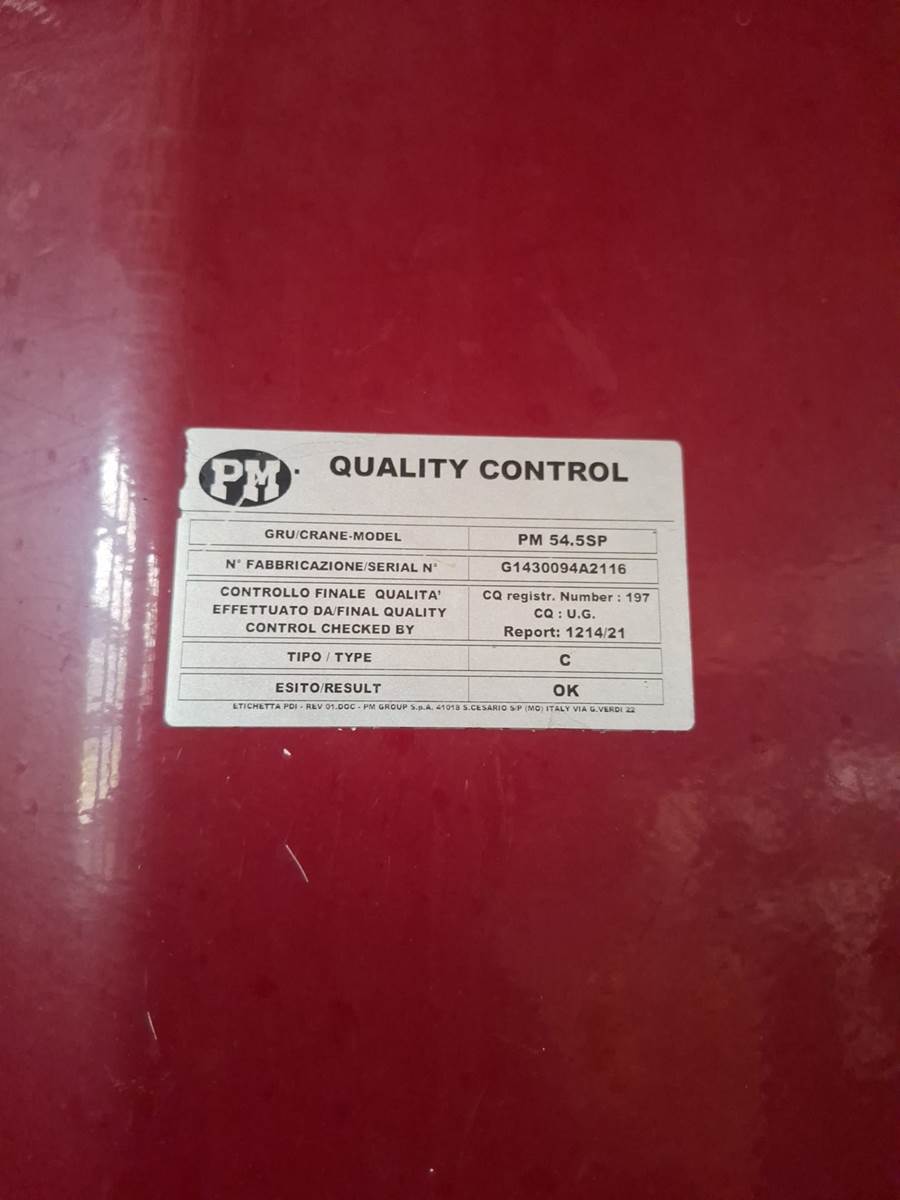 PM
QUALITY CONTROL
GRU/CRANE-MODEL PM 54.5SP
N° FABBRICAZIONE/SERIAL N° G1430094A2116
CONTROLLO FINALE QUALITA' EFFETTUATO DA/FINAL QUALITY CONTROL CHECKED BY
CQ registr. Number : 197
CQ : U.G.
Report: 1214/21
TIPO / TYPE C
ESITO/RESULT OK
ETICHETTA PDI - REV 01.DOC - PM GROUP S.p.A. 41018 S.CESARIO S/P (MO) ITALY VIA G.VERDI 22